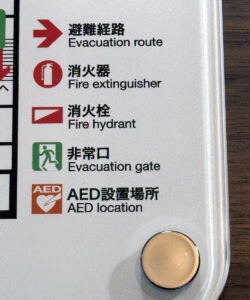 避難経路
Evacuation route
消火器
Fire extinguisher
消火栓
Fire hydrant
非常口
Evacuation gate
AED
AED設置場所
AED location